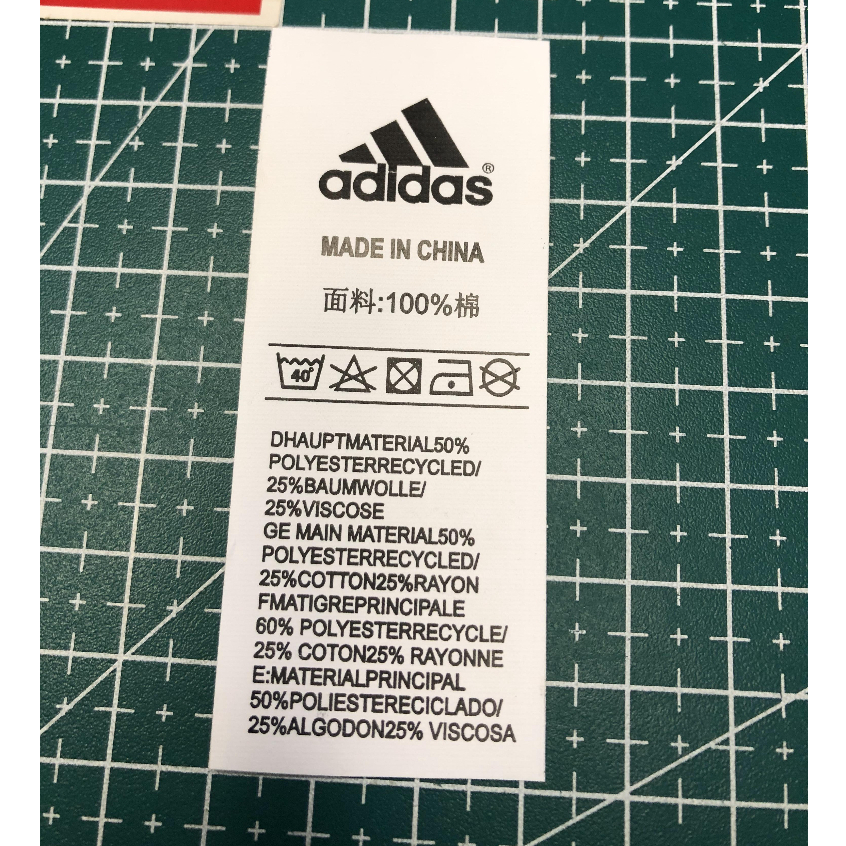 adidas®
MADE IN CHINA
面料:100%棉
40°
DHAUPTMATERIAL50%
POLYESTERRECYCLED/
25%BAUMWOLLE/
25%VISCOSE
GE MAIN MATERIAL50%
POLYESTERRECYCLED/
25%COTTON25%RAYON
FMATIGREPRINCIPALE
60% POLYESTERRECYCLE/
25% COTON25% RAYONNE
E:MATERIALPRINCIPAL
50%POLIESTERECICLADO/
25%ALGODON25% VISCOSA